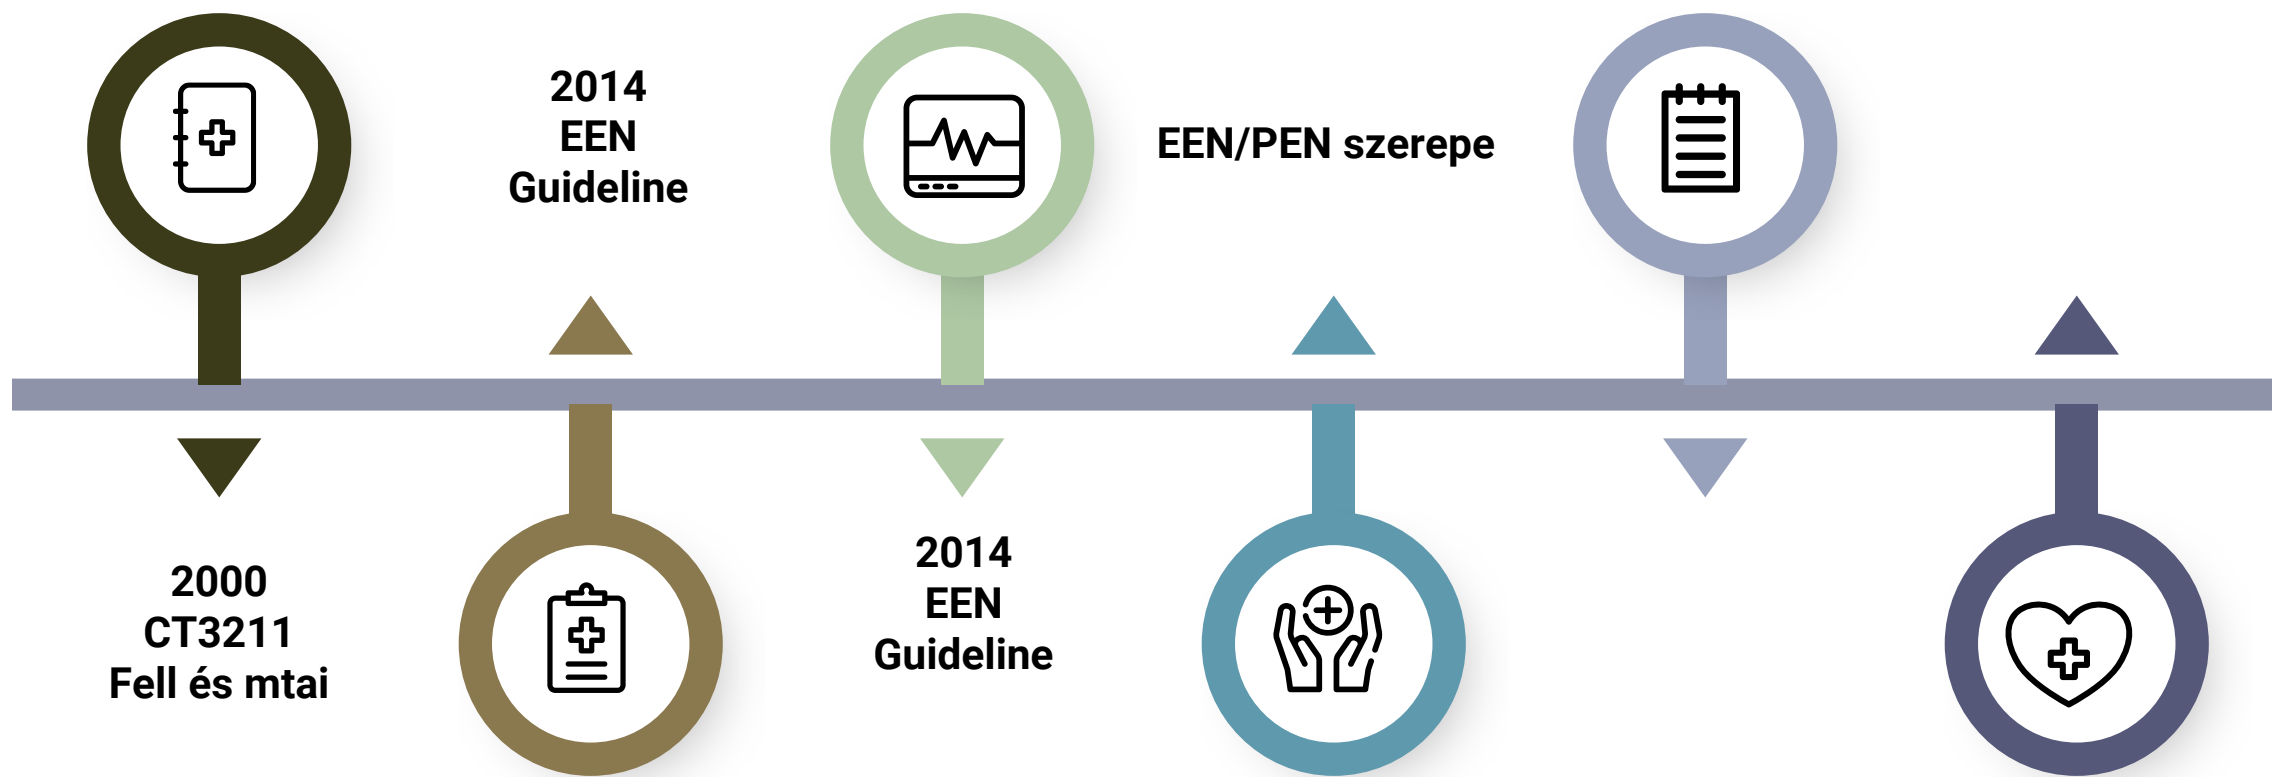 2000
CT3211
Fell és mtai
2014
EEN
Guideline
2014
EEN
Guideline
EEN/PEN szerepe